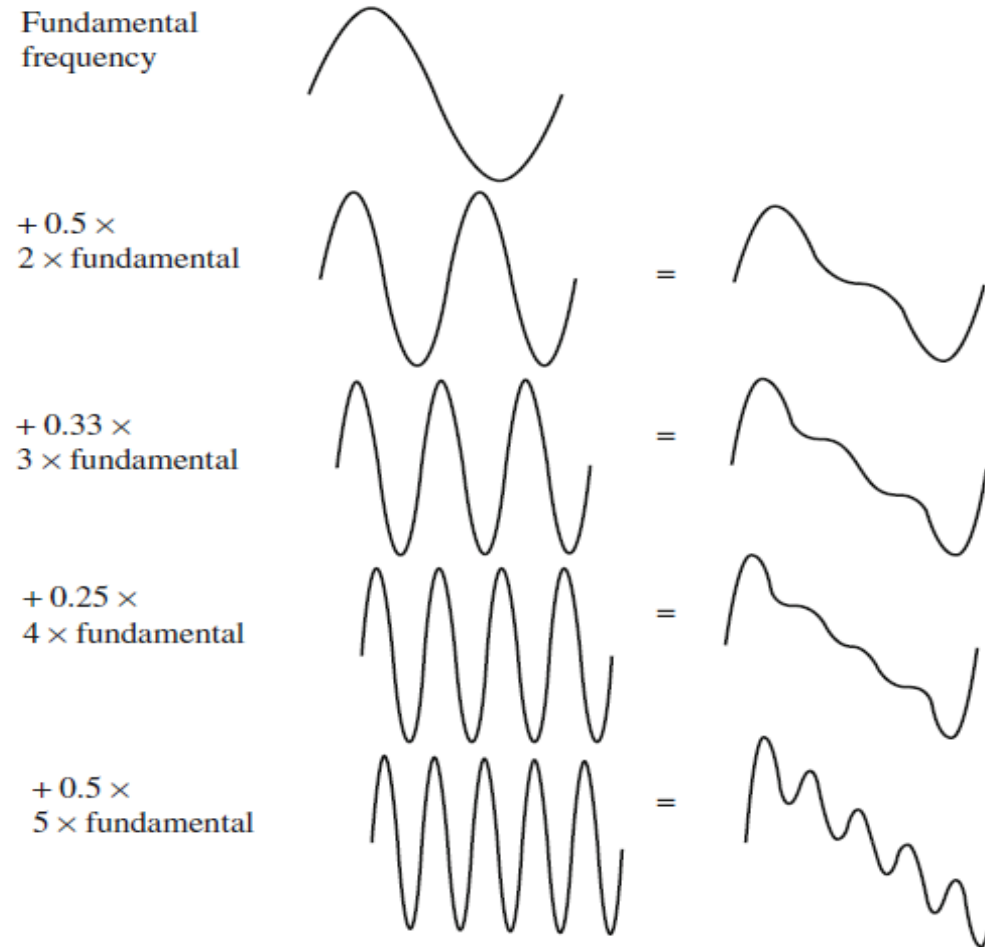 Fundamental
frequency
+ 0.5 ×
2 × fundamental
=
+ 0.33 ×
3 × fundamental
=
+ 0.25 ×
4 × fundamental
=
+ 0.5 ×
5 × fundamental
=